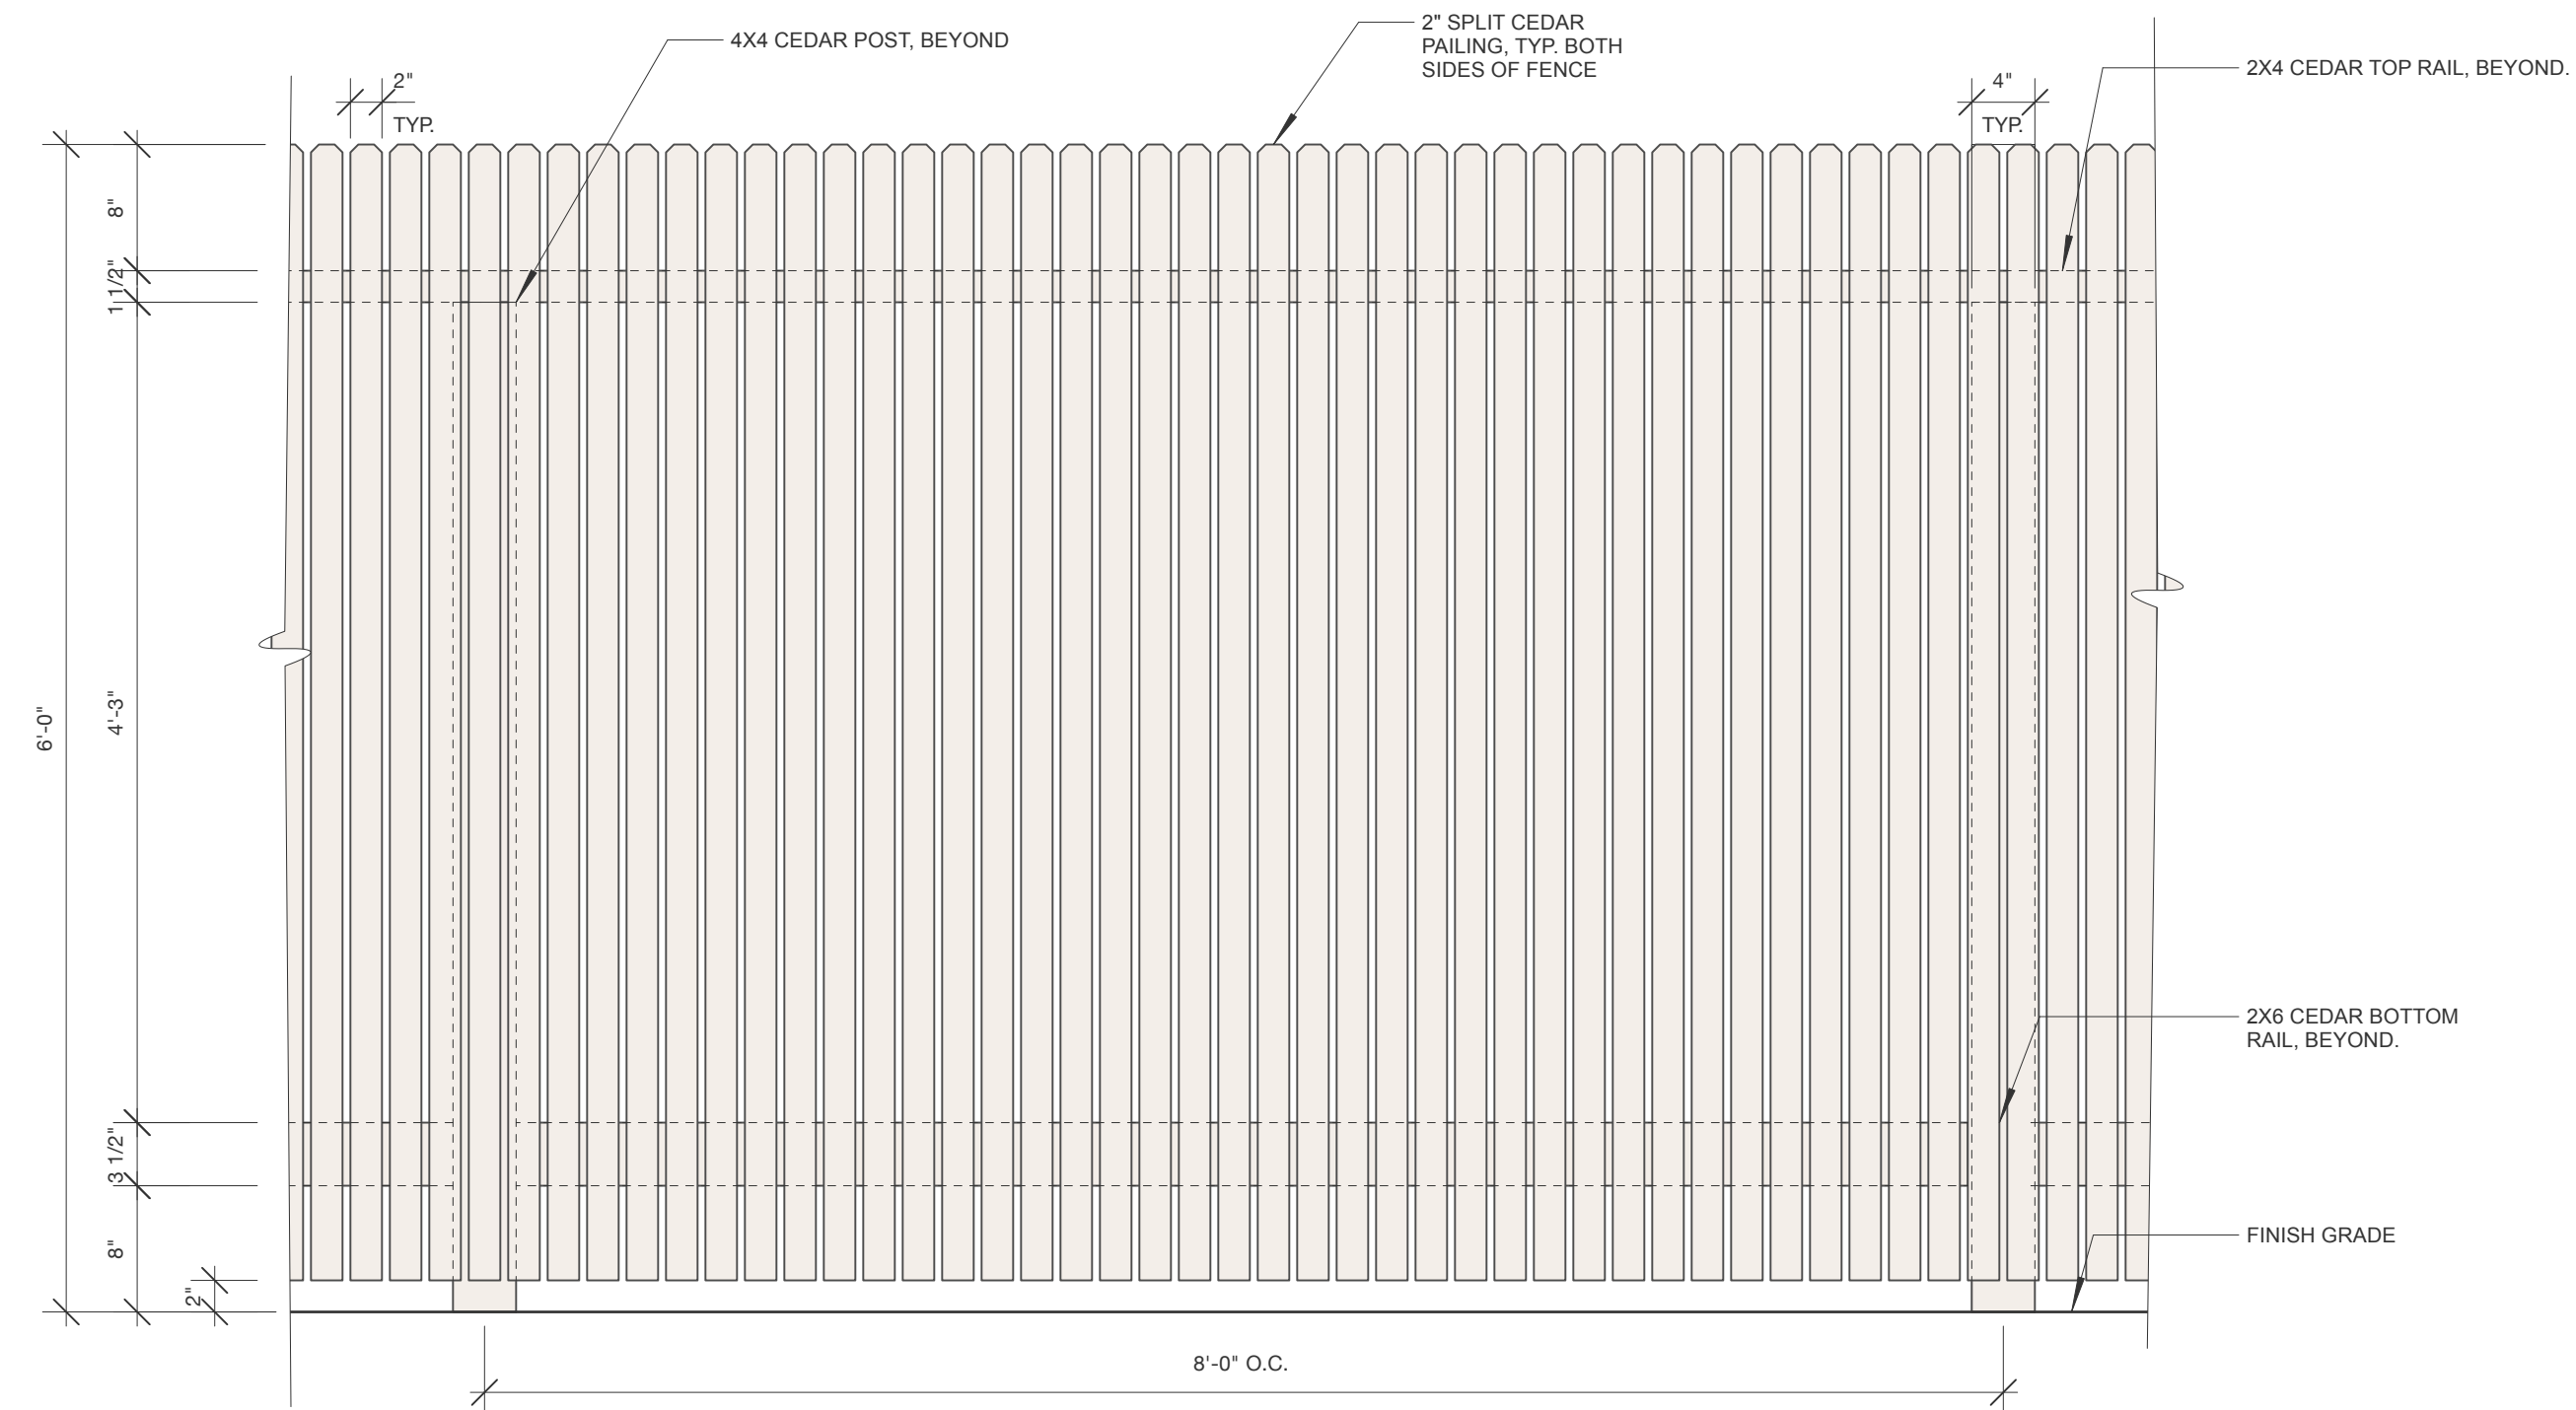 2" SPLIT CEDAR
PAILING, TYP. BOTH
SIDES OF FENCE
4X4 CEDAR POST, BEYOND
2X4 CEDAR TOP RAIL, BEYOND.
2"
TYP.
4"
TYP.
8"
1 1/2"
4'-3"
6'-0"
3 1/2"
8"
2"
2X6 CEDAR BOTTOM
RAIL, BEYOND.
FINISH GRADE
8'-0" O.C.